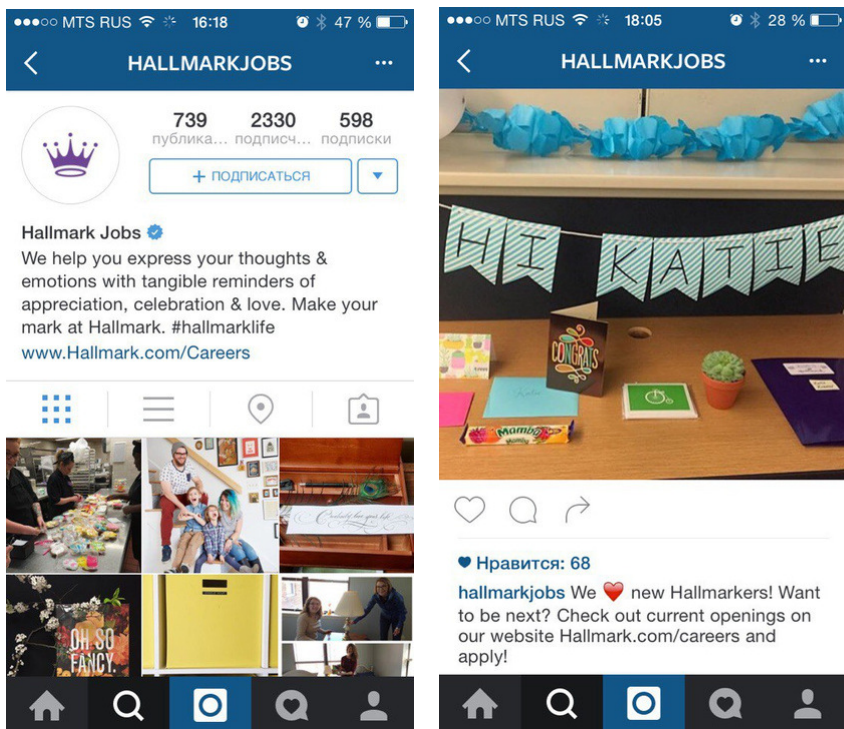 MTS RUS 16:18 47 %
HALLMARKJOBS
739 2330 598
публика... подписч... подписки
+ ПОДПИСАТЬСЯ
Hallmark Jobs
We help you express your thoughts &
emotions with tangible reminders of
appreciation, celebration & love. Make your
mark at Hallmark. #hallmarklife
www.Hallmark.com/Careers
OH SO
FANCY.
MTS RUS 18:05 28 %
HALLMARKJOBS
HI KATIE
CONGRATS
Katie
Mamba
Нравится: 68
hallmarkjobs We ❤️ new Hallmarkers! Want
to be next? Check out current openings on
our website Hallmark.com/careers and
apply!